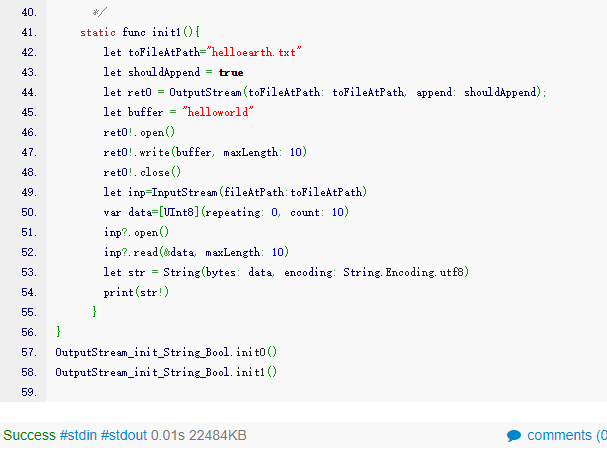 40. */
41. static func init1(){
42. let toFileAtPath="helloearth.txt"
43. let shouldAppend = true
44. let ret0 = OutputStream(toFileAtPath: toFileAtPath, append: shouldAppend);
45. let buffer = "helloworld"
46. ret0!.open()
47. ret0!.write(buffer, maxLength: 10)
48. ret0!.close()
49. let inp=InputStream(fileAtPath:toFileAtPath)
50. var data=[UInt8](repeating: 0, count: 10)
51. inp?.open()
52. inp?.read(&data, maxLength: 10)
53. let str = String(bytes: data, encoding: String.Encoding.utf8)
54. print(str!)
55. }
56. }
57. OutputStream_init_String_Bool.init0()
58. OutputStream_init_String_Bool.init1()
59.
Success #stdin #stdout 0.01s 22484KB comments (0